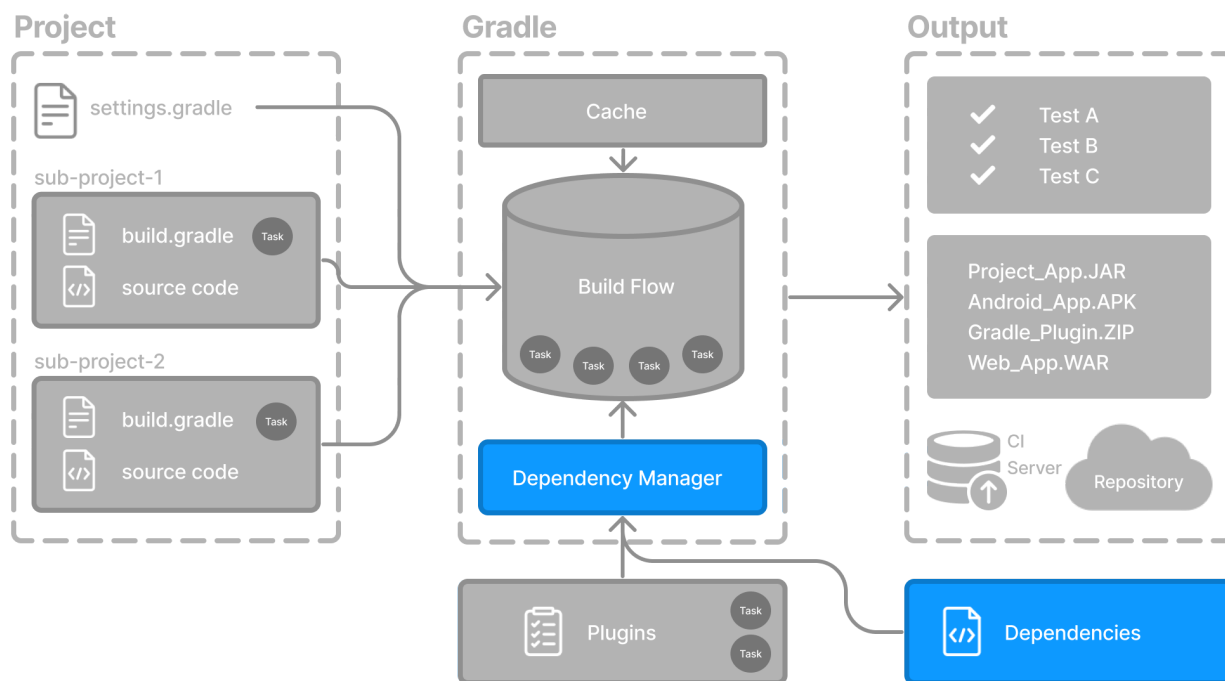 Project
settings.gradle
sub-project-1
build.gradle
Task
source code
sub-project-2
build.gradle
Task
source code
Gradle
Cache
Build Flow
Task
Task
Task
Task
Dependency Manager
Plugins
Task
Task
Output
Test A
Test B
Test C
Project_App.JAR
Android_App.APK
Gradle_Plugin.ZIP
Web_App.WAR
CI
Server
Repository
Dependencies